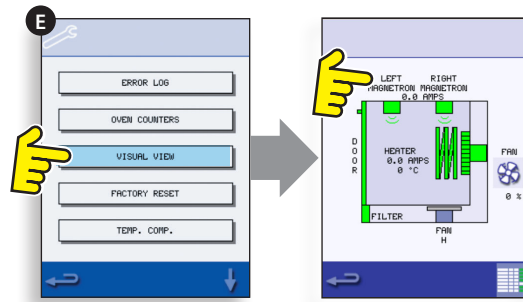 E
ERROR LOG
OVEN COUNTERS
VISUAL VIEW
FACTORY RESET
TEMP. COMP.
LEFT RIGHT
MAGNETRON MAGNETRON
0.0 AMPS
DOOR
HEATER
0.0 AMPS
0 °C
FAN
0 %
FILTER
FAN
H